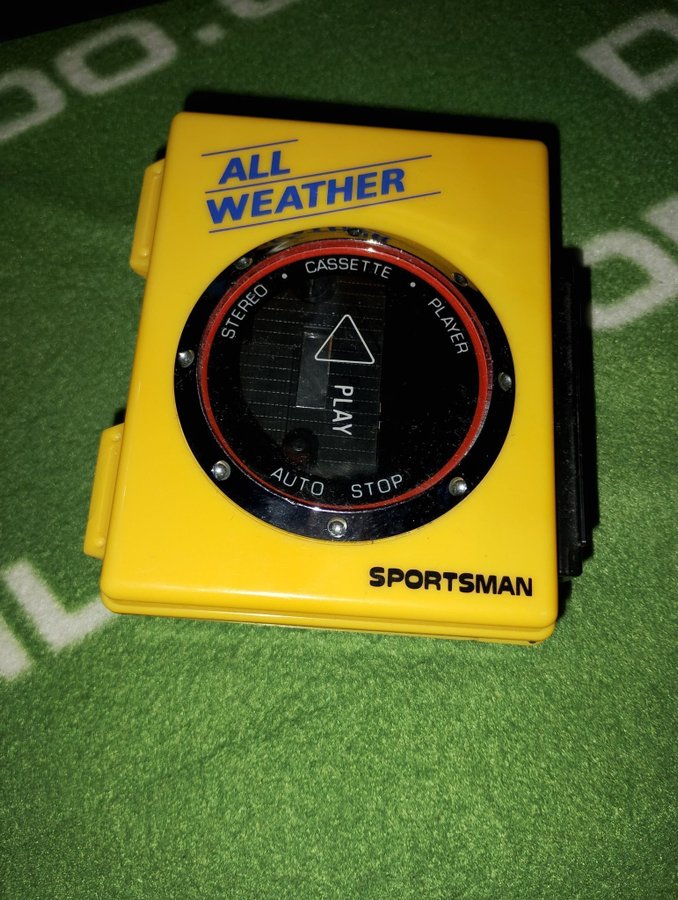 ALL
WEATHER
STEREO • CASSETTE • PLAYER
PLAY
AUTO STOP
SPORTSMAN